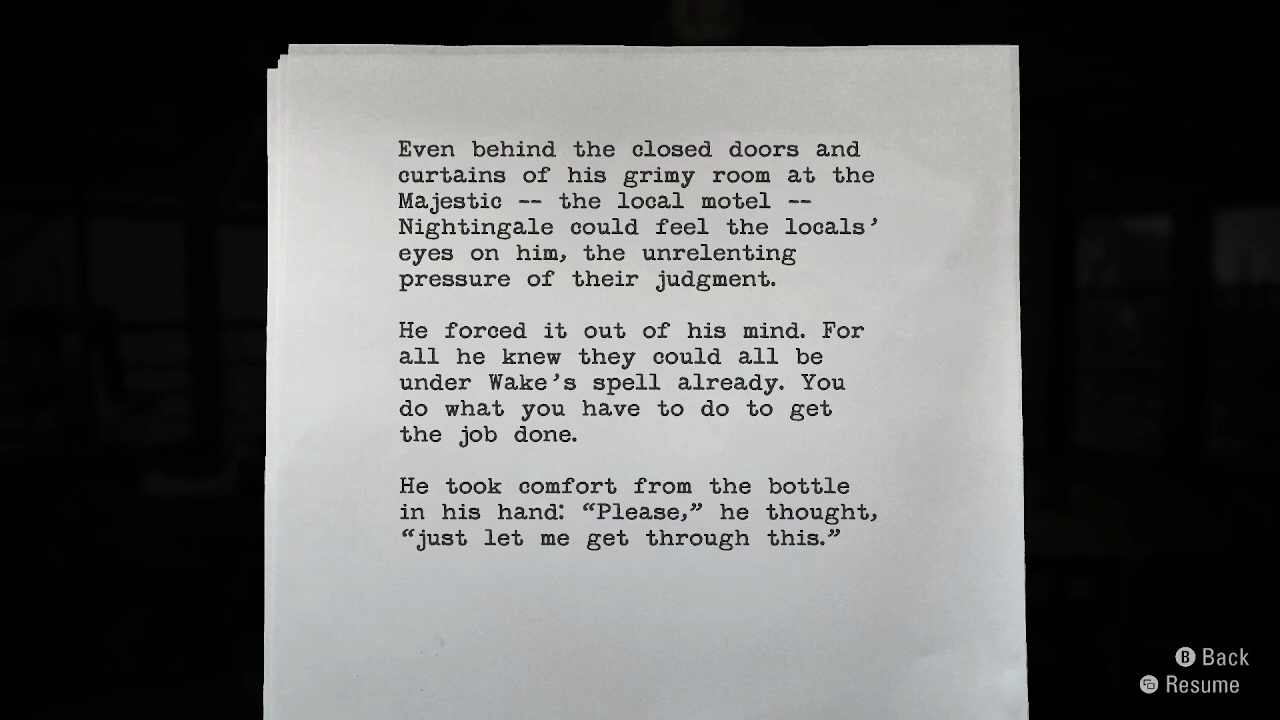 Even behind the closed doors and
curtains of his grimy room at the
Majestic -- the local motel --
Nightingale could feel the locals’
eyes on him, the unrelenting
pressure of their judgment.
He forced it out of his mind. For
all he knew they could all be
under Wake’s spell already. You
do what you have to do to get
the job done.
He took comfort from the bottle
in his hand: “Please,” he thought,
“just let me get through this.”
B Back
Resume